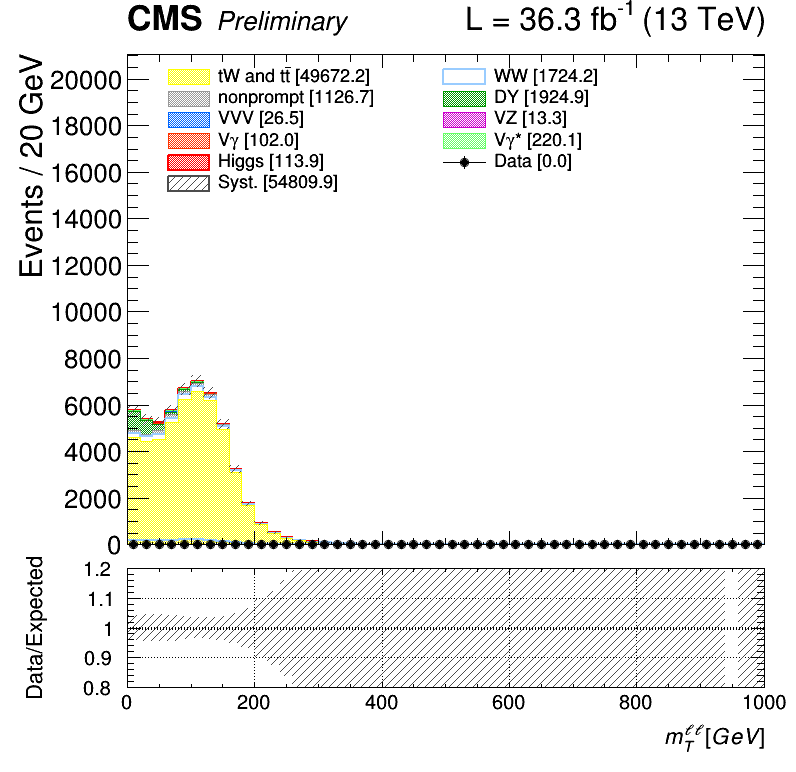 CMS Preliminary L = 36.3 fb-1 (13 TeV)
Events / 20 GeV
20000
18000
16000
14000
12000
10000
8000
6000
4000
2000
0
tW and tt̄ [49672.2]
nonprompt [1126.7]
VVV [26.5]
Vγ [102.0]
Higgs [113.9]
Syst. [54809.9]
WW [1724.2]
DY [1924.9]
VZ [13.3]
Vγ* [220.1]
Data [0.0]
Data/Expected
1.2
1.1
1
0.9
0.8
0 200 400 600 800 1000
m_T^ℓℓ[GeV]